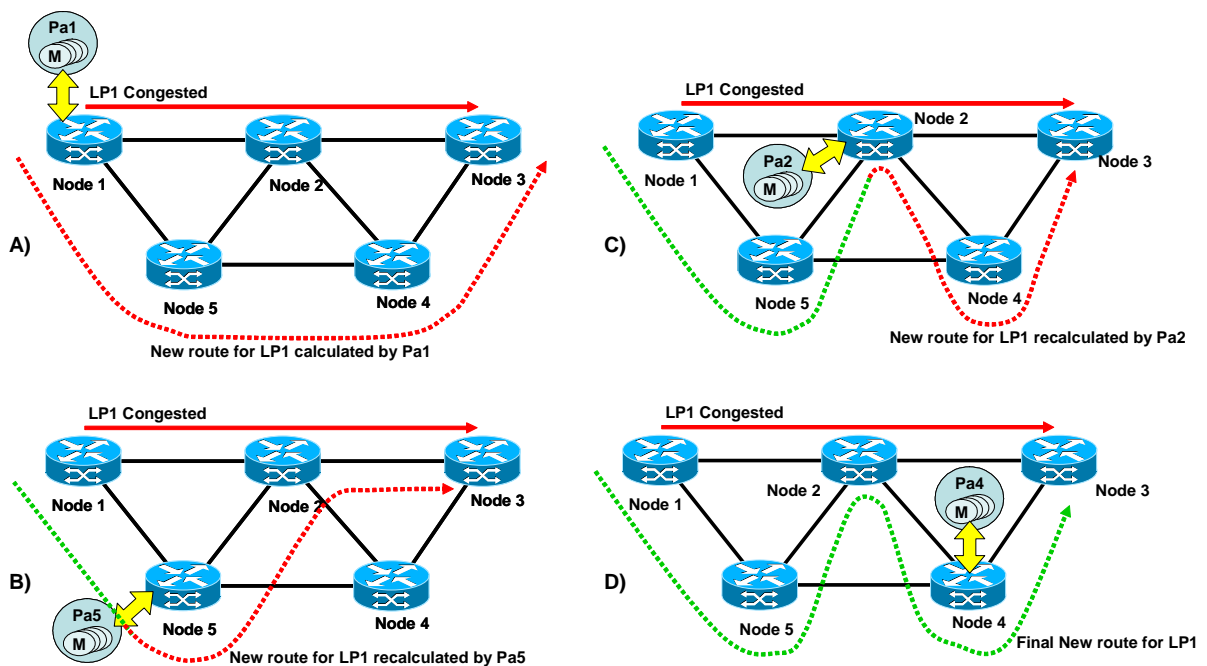 Pa1
M
LP1 Congested
Node 1
Node 2
Node 3
A)
Node 5
Node 4
New route for LP1 calculated by Pa1
LP1 Congested
Node 1
Node 2
Node 3
B)
Pa5
M
Node 5
Node 4
New route for LP1 recalculated by Pa5
LP1 Congested
Node 2
Pa2
M
Node 1
Node 3
C)
Node 5
Node 4
New route for LP1 recalculated by Pa2
LP1 Congested
Pa4
M
Node 1
Node 2
Node 3
D)
Node 5
Node 4
Final New route for LP1